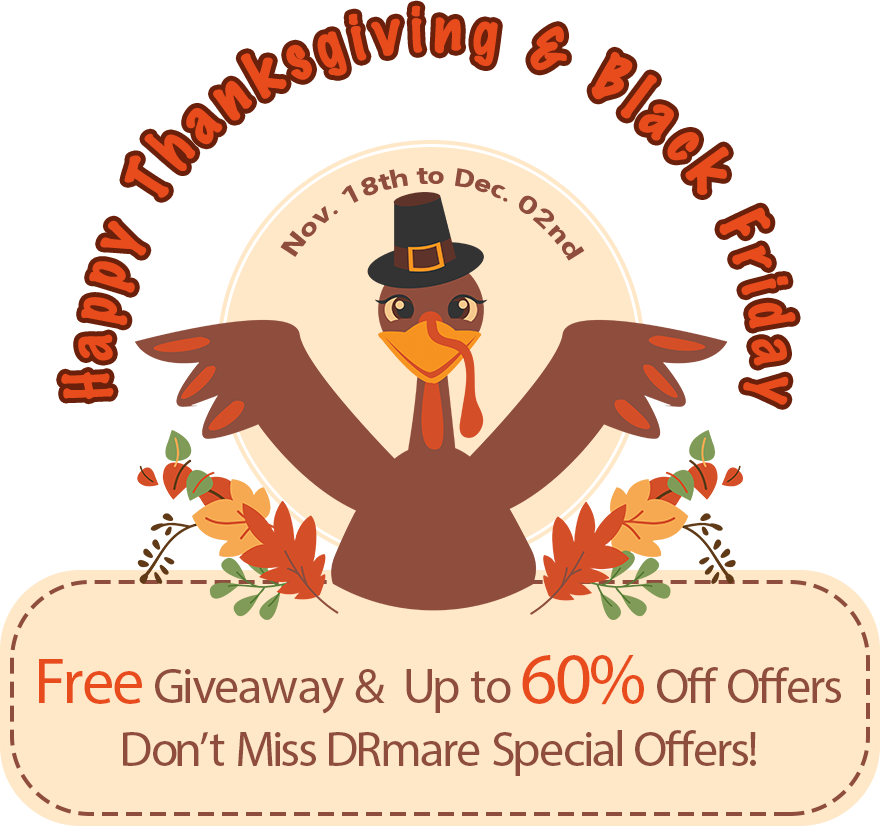 Happy Thanksgiving & Black Friday
Nov. 18th to Dec. 02nd
Free Giveaway & Up to 60% Off Offers
Don't Miss DRmare Special Offers!